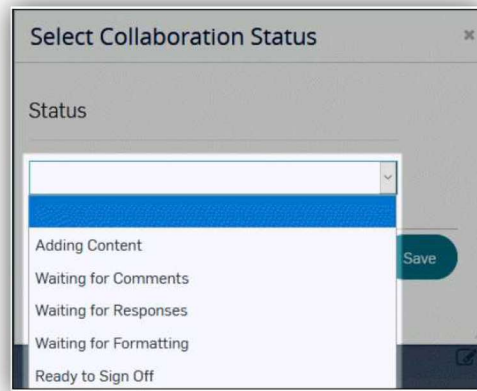 Select Collaboration Status ×
Status
Adding Content
Save
Waiting for Comments
Waiting for Responses
Waiting for Formatting
Ready to Sign Off